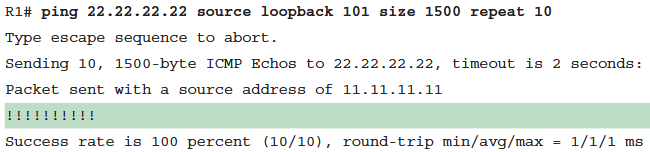 R1# ping 22.22.22.22 source loopback 101 size 1500 repeat 10
Type escape sequence to abort.
Sending 10, 1500-byte ICMP Echos to 22.22.22.22, timeout is 2 seconds:
Packet sent with a source address of 11.11.11.11
!!!!!!!!!!
Success rate is 100 percent (10/10), round-trip min/avg/max = 1/1/1 ms